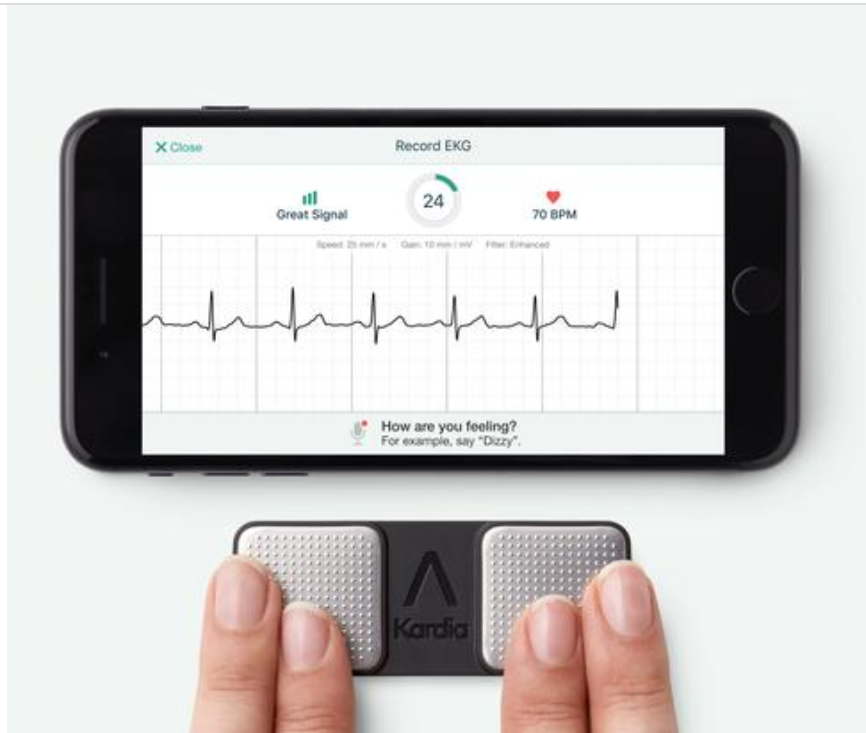 X Close
Record EKG
24
Great Signal
70 BPM
Speed: 25 mm / s Gain: 10 mm / mV Filter: Enhanced
How are you feeling?
For example, say "Dizzy".
Kardia